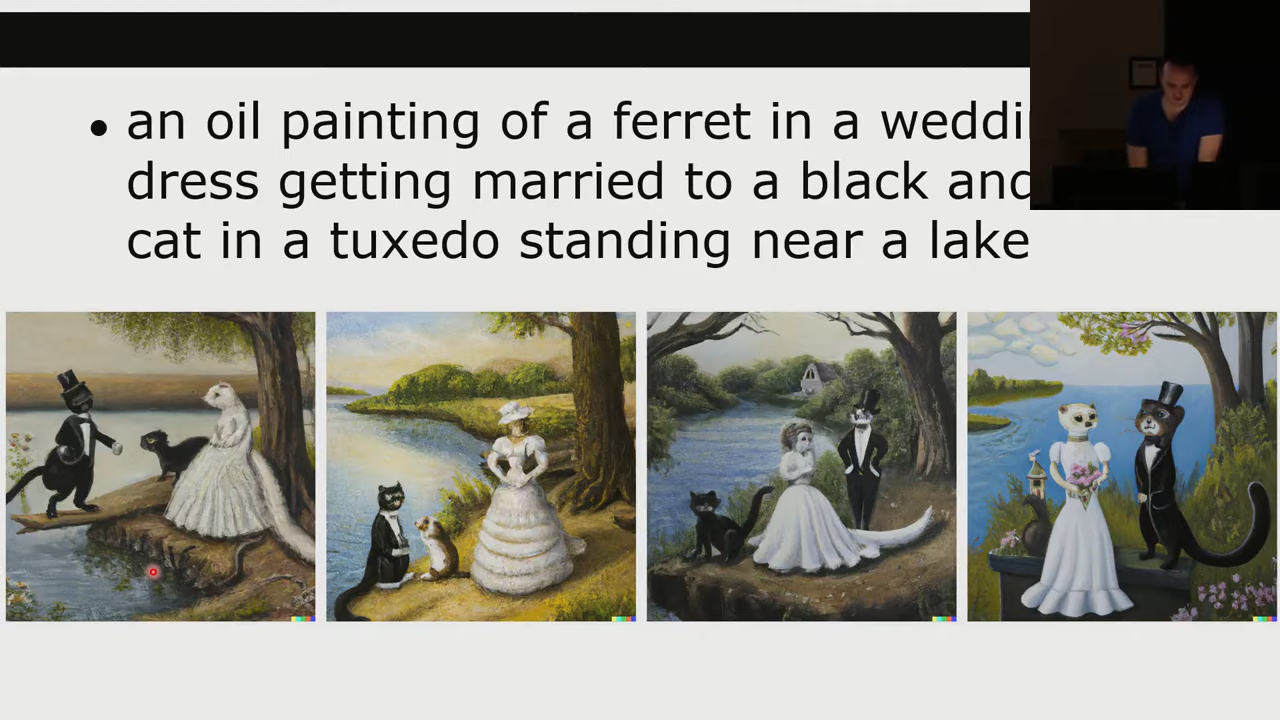 • an oil painting of a ferret in a weddi
dress getting married to a black and
cat in a tuxedo standing near a lake